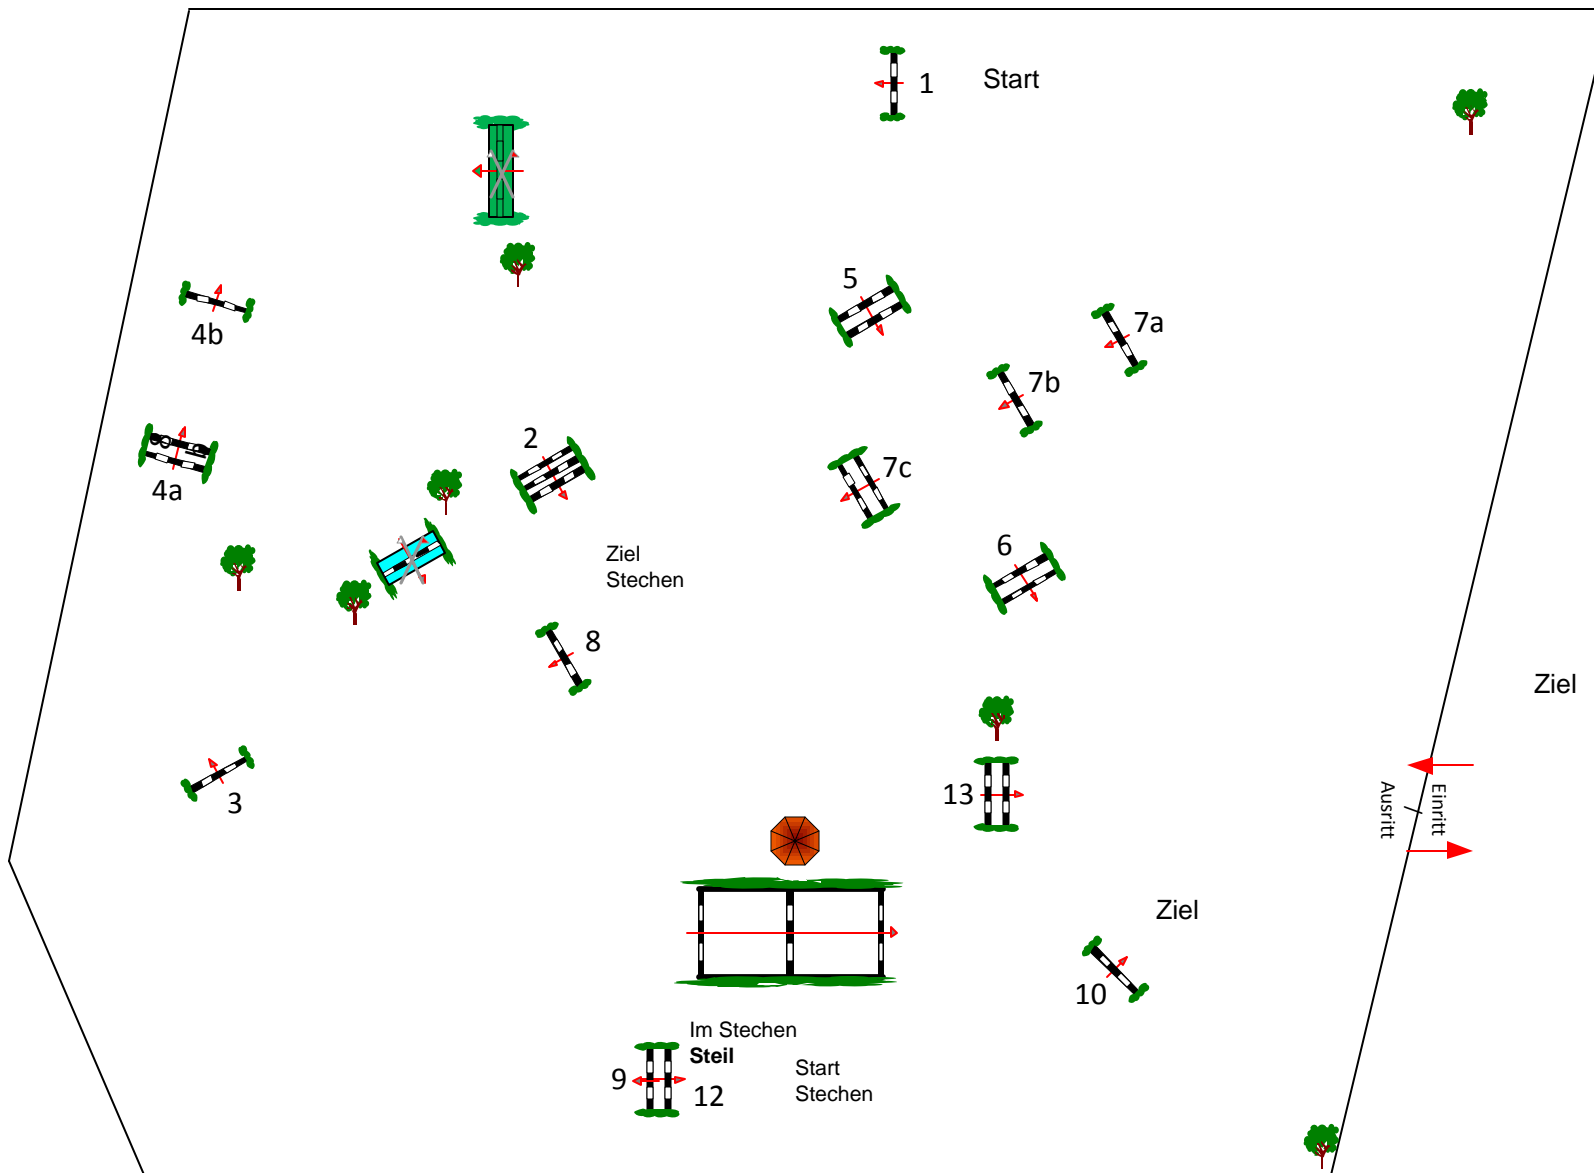 1
Start
5
7a
4b
7b
2
7c
4a
6
Ziel
Stechen
8
Ziel
3
13
Einritt
Ausritt
Ziel
10
Im Stechen
Steil
9
12
Start
Stechen